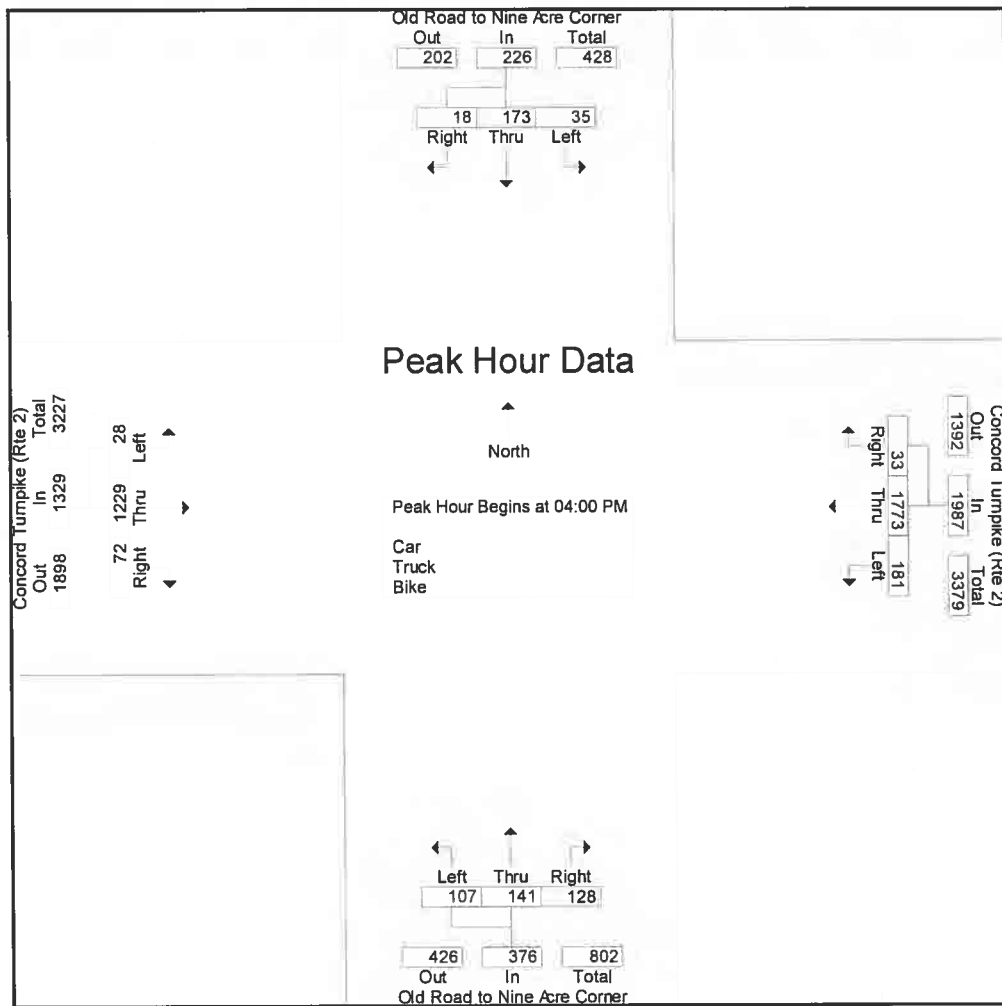 Old Road to Nine Acre Corner
Out In Total
202 226 428
18 173 35
Right Thru Left
Peak Hour Data
North
Peak Hour Begins at 04:00 PM
Car
Truck
Bike
Concord Turnpike (Rte 2)
Out In Total
1898 1329 3227
28 1229 72
Left Thru Right
Concord Turnpike (Rte 2)
Out In Total
1392 1987 3379
33 1773 181
Right Thru Left
Left Thru Right
107 141 128
426 376 802
Out In Total
Old Road to Nine Acre Corner